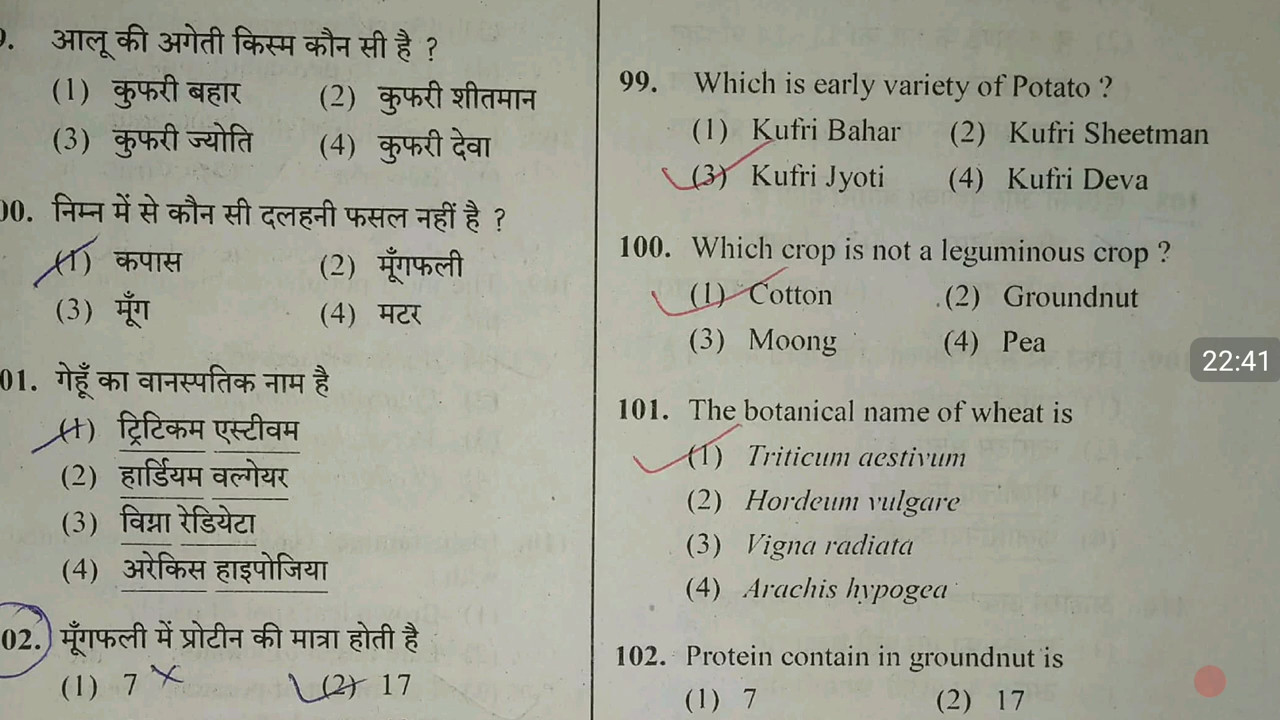 9. आलू की अगेती किस्म कौन सी है ?
(1) कुफरी बहार (2) कुफरी शीतमान
(3) कुफरी ज्योति (4) कुफरी देवा
00. निम्न में से कौन सी दलहनी फसल नहीं है ?
(1) कपास (2) मूँगफली
(3) मूँग (4) मटर
01. गेहूँ का वानस्पतिक नाम है
(1) ट्रिटिकम एस्टीवम
(2) हार्डियम वल्गेयर
(3) विग्ना रेडियेटा
(4) अरेकिस हाइपोजिया
02. मूँगफली में प्रोटीन की मात्रा होती है
(1) 7 (2) 17
99. Which is early variety of Potato ?
(1) Kufri Bahar (2) Kufri Sheetman
(3) Kufri Jyoti (4) Kufri Deva
100. Which crop is not a leguminous crop ?
(1) Cotton (2) Groundnut
(3) Moong (4) Pea
101. The botanical name of wheat is
(1) Triticum aestivum
(2) Hordeum vulgare
(3) Vigna radiata
(4) Arachis hypogea
102. Protein contain in groundnut is
(1) 7 (2) 17
22:41